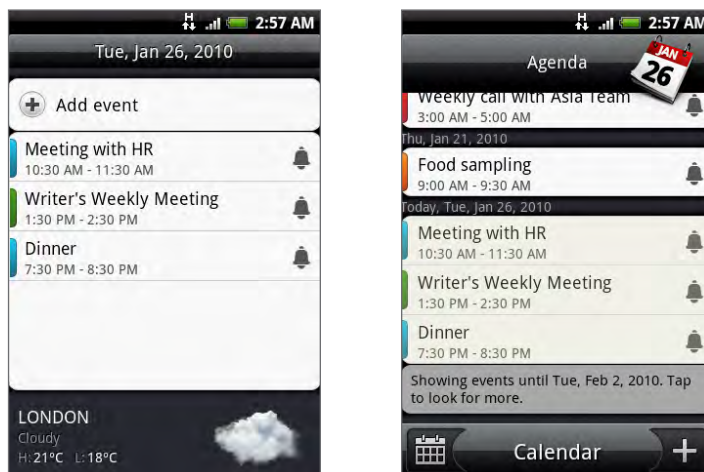 H 2:57 AM
Tue, Jan 26, 2010
Add event
Meeting with HR
10:30 AM - 11:30 AM
Writer's Weekly Meeting
1:30 PM - 2:30 PM
Dinner
7:30 PM - 8:30 PM
LONDON
Cloudy
H:21ºC L:18ºC
H 2:57 AM
Agenda
JAN
26
Weekly call with Asia Team
3:00 AM - 5:00 AM
Thu, Jan 21, 2010
Food sampling
9:00 AM - 9:30 AM
Today, Tue, Jan 26, 2010
Meeting with HR
10:30 AM - 11:30 AM
Writer's Weekly Meeting
1:30 PM - 2:30 PM
Dinner
7:30 PM - 8:30 PM
Showing events until Tue, Feb 2, 2010. Tap
to look for more.
Calendar